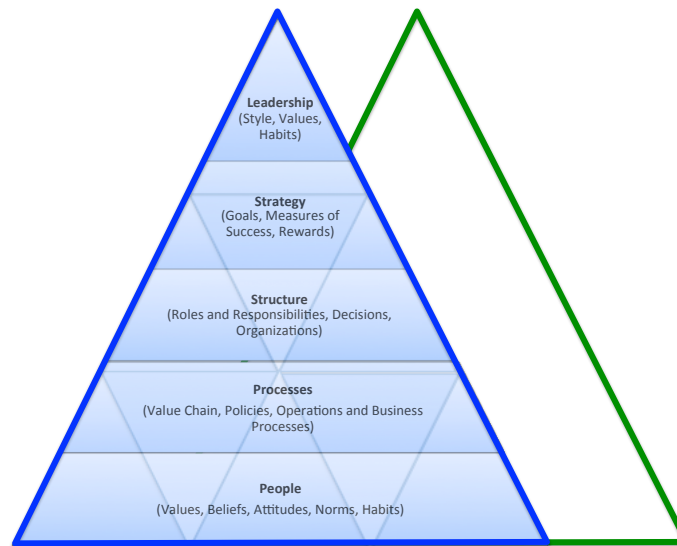 Leadership
(Style, Values,
Habits)
Strategy
(Goals, Measures of
Success, Rewards)
Structure
(Roles and Responsibilities, Decisions,
Organizations)
Processes
(Value Chain, Policies, Operations and Business
Processes)
People
(Values, Beliefs, Attitudes, Norms, Habits)